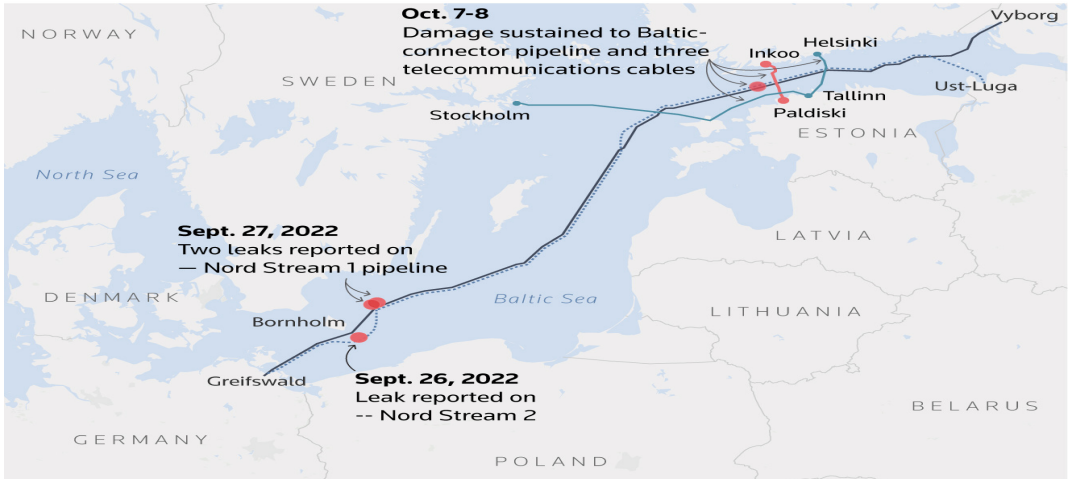 Oct. 7-8
Damage sustained to Baltic-
connector pipeline and three
telecommunications cables
NORWAY
SWEDEN
Vyborg
Helsinki
Inkoo
Ust-Luga
Tallinn
Paldiski
Stockholm
ESTONIA
North Sea
Sept. 27, 2022
Two leaks reported on
— Nord Stream 1 pipeline
LATVIA
DENMARK
Baltic Sea
LITHUANIA
Bornholm
Greifswald
Sept. 26, 2022
Leak reported on
-- Nord Stream 2
BELARUS
GERMANY
POLAND